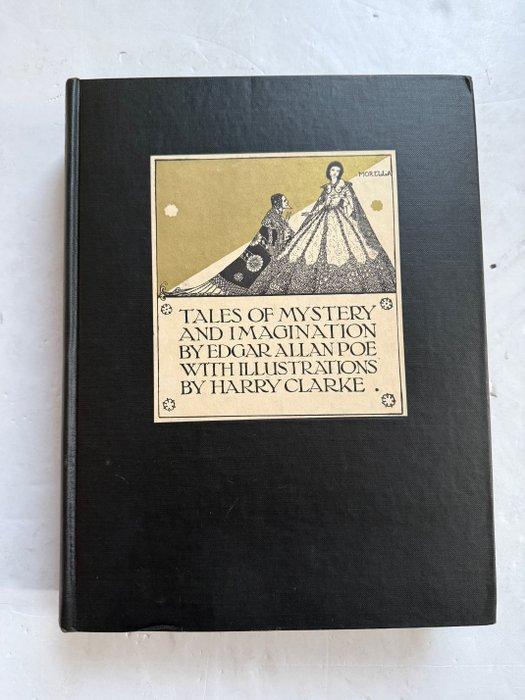 MORELLA
TALES OF MYSTERY
AND IMAGINATION
BY EDGAR ALLAN POE
WITH ILLUSTRATIONS
BY HARRY CLARKE .